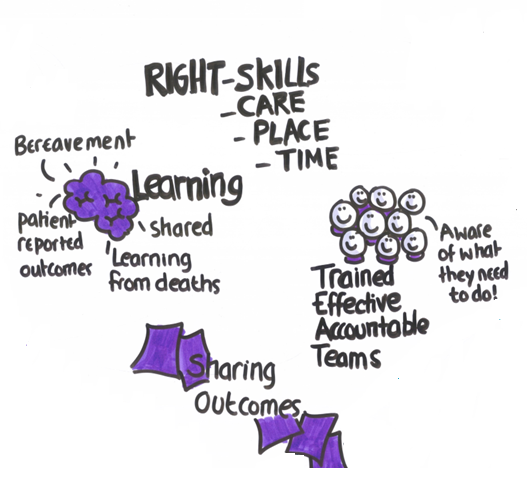 RIGHT-SKILLS
-CARE
- PLACE
- TIME
Bereavement
Learning
patient
reported
outcomes
shared
Learning
from deaths
Aware
of what
they need
to do!
Trained
Effective
Accountable
Teams
Sharing
Outcomes